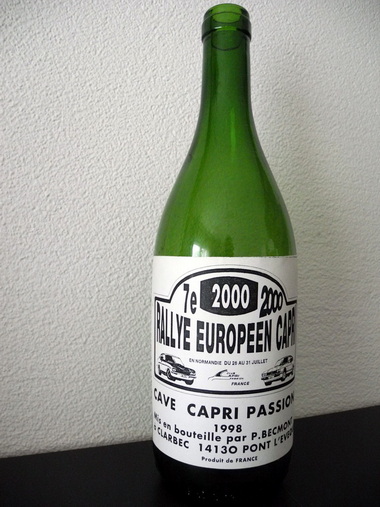 7e 2000 2000
RALLYE EUROPEEN CAPRI
EN NORMANDIE DU 28 AU 31 JUILLET
FRANCE
CAVE CAPRI PASSION
1998
Mis en bouteille par P.BECMONT
CLARBEC 14130 PONT L'EVEQ
Produit de FRANCE